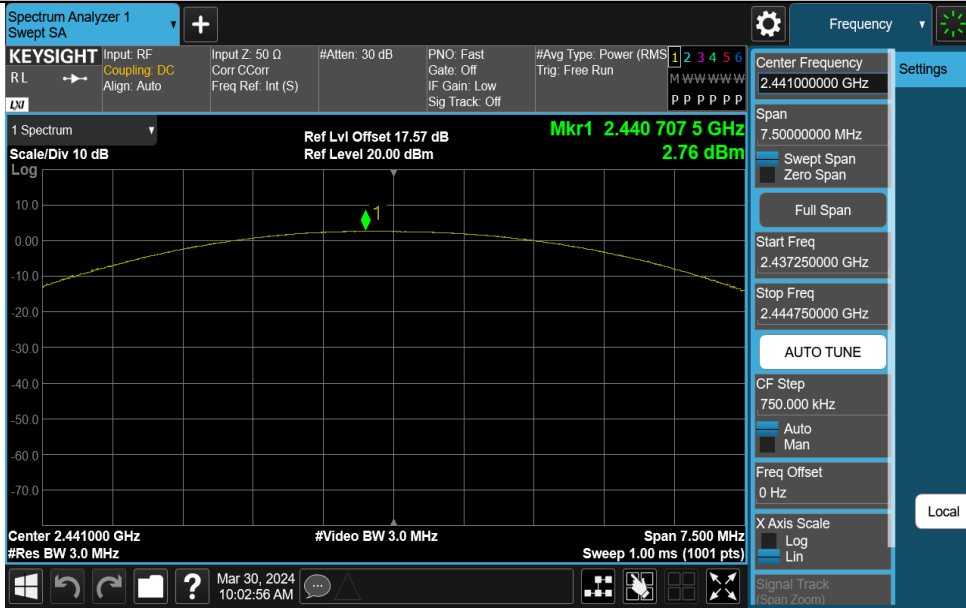 Spectrum Analyzer 1
Swept SA
+
Frequency
KEYSIGHT
RL
LXI
Input: RF
Coupling: DC
Align: Auto
Input Z: 50 Ω
Corr CCorr
Freq Ref: Int (S)
#Atten: 30 dB
PNO: Fast
Gate: Off
IF Gain: Low
Sig Track: Off
#Avg Type: Power (RMS
Trig: Free Run
1 2 3 4 5 6
M W W W W W
P P P P P P
1 Spectrum
Scale/Div 10 dB
Log
Ref Lvl Offset 17.57 dB
Ref Level 20.00 dBm
Mkr1 2.440 707 5 GHz
2.76 dBm
1
10.0
0.00
-10.0
-20.0
-30.0
-40.0
-50.0
-60.0
-70.0
Center 2.441000 GHz
#Res BW 3.0 MHz
#Video BW 3.0 MHz
Span 7.500 MHz
Sweep 1.00 ms (1001 pts)
Center Frequency
2.441000000 GHz
Span
7.50000000 MHz
Swept Span
Zero Span
Full Span
Start Freq
2.437250000 GHz
Stop Freq
2.444750000 GHz
AUTO TUNE
CF Step
750.000 kHz
Auto
Man
Freq Offset
0 Hz
X Axis Scale
Log
Lin
Signal Track
(Span Zoom)
Settings
Local
?
Mar 30, 2024
10:02:56 AM